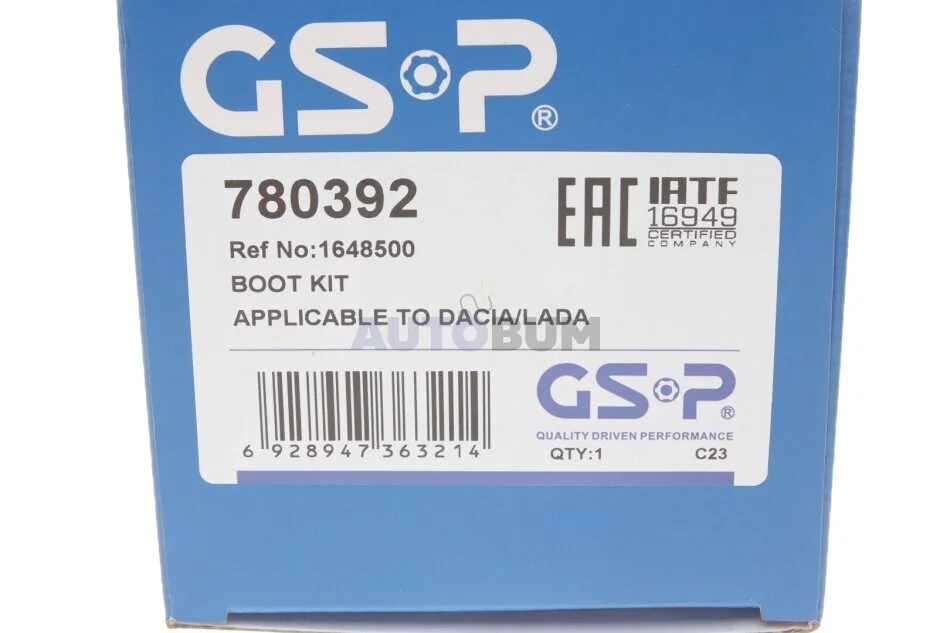 GSP®
780392
EAC
IATF
16949
CERTIFIED
COMPANY
Ref No:1648500
BOOT KIT
APPLICABLE TO DACIA/LADA
AUTOBUM
GSP®
QUALITY DRIVEN PERFORMANCE
6 928947 363214
QTY:1 C23